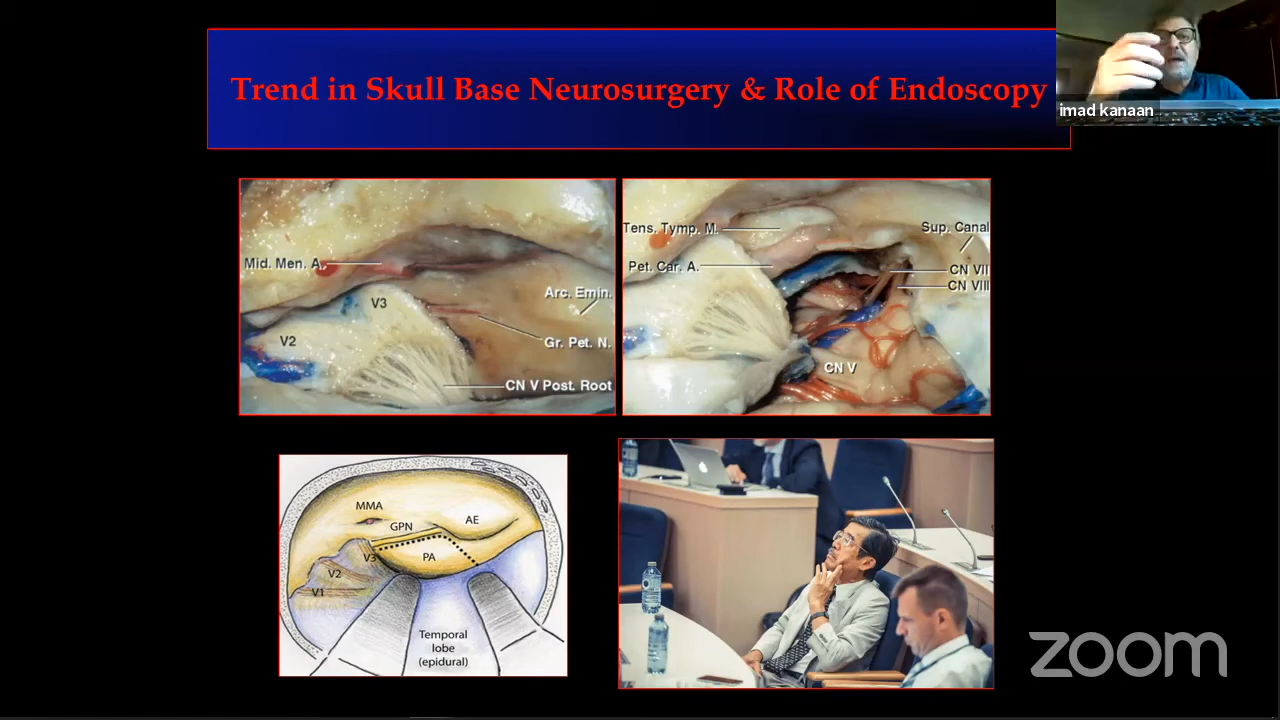 Trend in Skull Base Neurosurgery & Role of Endoscopy
imad kanaan
Mid. Men. A.
V3
Arc. Emin.
V2
Gr. Pet. N.
CN V Post. Root
Tens. Tymp. M.
Sup. Canal
Pet. Car. A.
CN VII
CN VIII
CN V
MMA
GPN
AE
V3
PA
V2
V1
Temporal
lobe
(epidural)
zoom